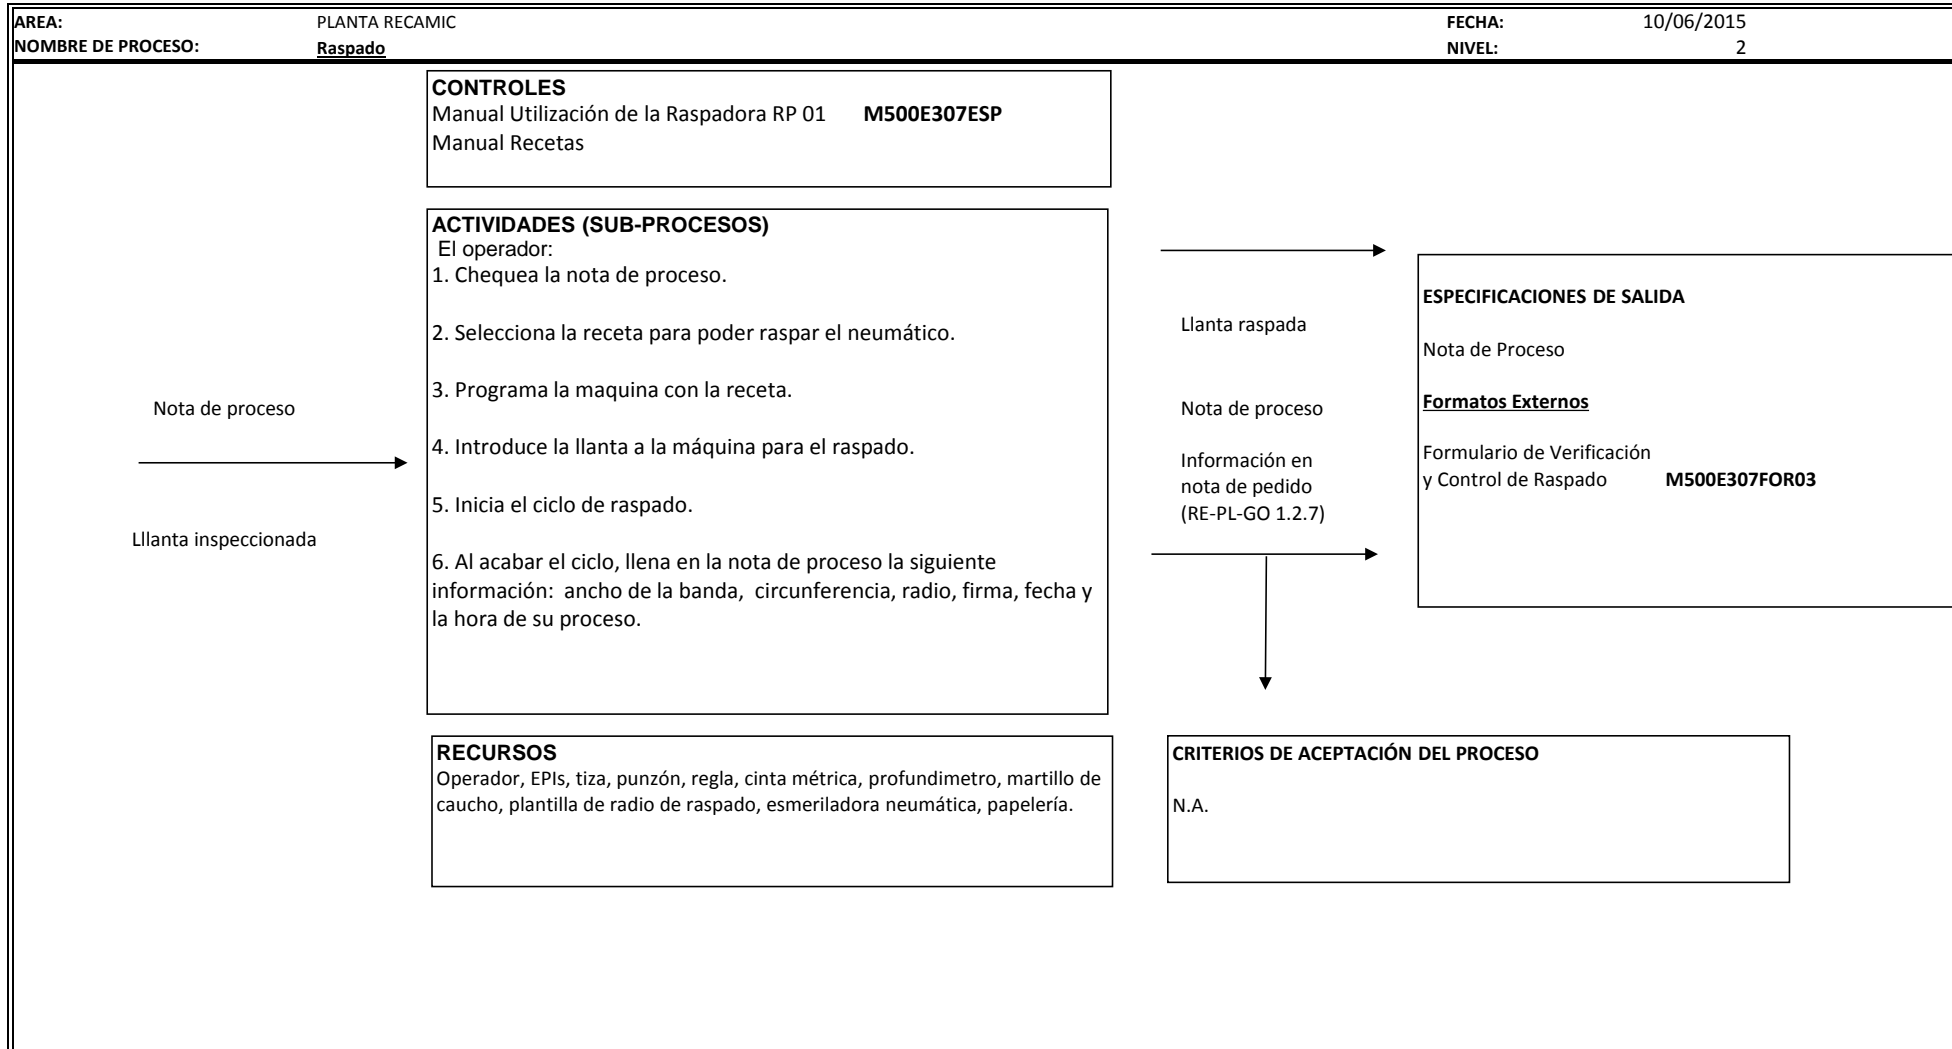 AREA: PLANTA RECAMIC FECHA: 10/06/2015
NOMBRE DE PROCESO: Raspado NIVEL: 2
CONTROLES
Manual Utilización de la Raspadora RP 01 M500E307ESP
Manual Recetas
Nota de proceso
Lllanta inspeccionada
ACTIVIDADES (SUB-PROCESOS)
El operador:
1. Chequea la nota de proceso.
2. Selecciona la receta para poder raspar el neumático.
3. Programa la maquina con la receta.
4. Introduce la llanta a la máquina para el raspado.
5. Inicia el ciclo de raspado.
6. Al acabar el ciclo, llena en la nota de proceso la siguiente
información: ancho de la banda, circunferencia, radio, firma, fecha y
la hora de su proceso.
Llanta raspada
Nota de proceso
Información en
nota de pedido
(RE-PL-GO 1.2.7)
ESPECIFICACIONES DE SALIDA
Nota de Proceso
Formatos Externos
Formulario de Verificación
y Control de Raspado M500E307FOR03
RECURSOS
Operador, EPIs, tiza, punzón, regla, cinta métrica, profundimetro, martillo de
caucho, plantilla de radio de raspado, esmeriladora neumática, papelería.
CRITERIOS DE ACEPTACIÓN DEL PROCESO
N.A.